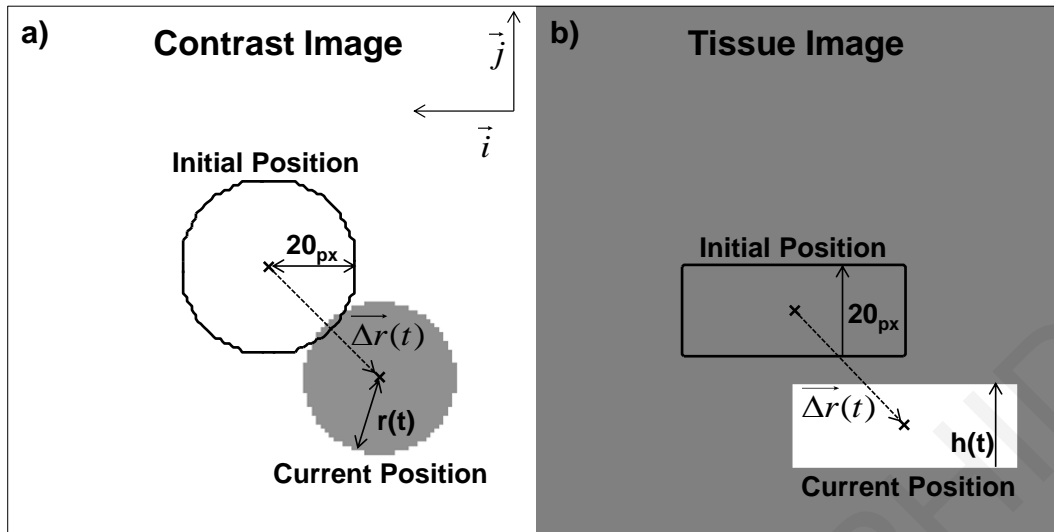 a)
Contrast Image
j
i
Initial Position
20px
Δr(t)
r(t)
Current Position
b)
Tissue Image
Initial Position
20px
Δr(t)
h(t)
Current Position